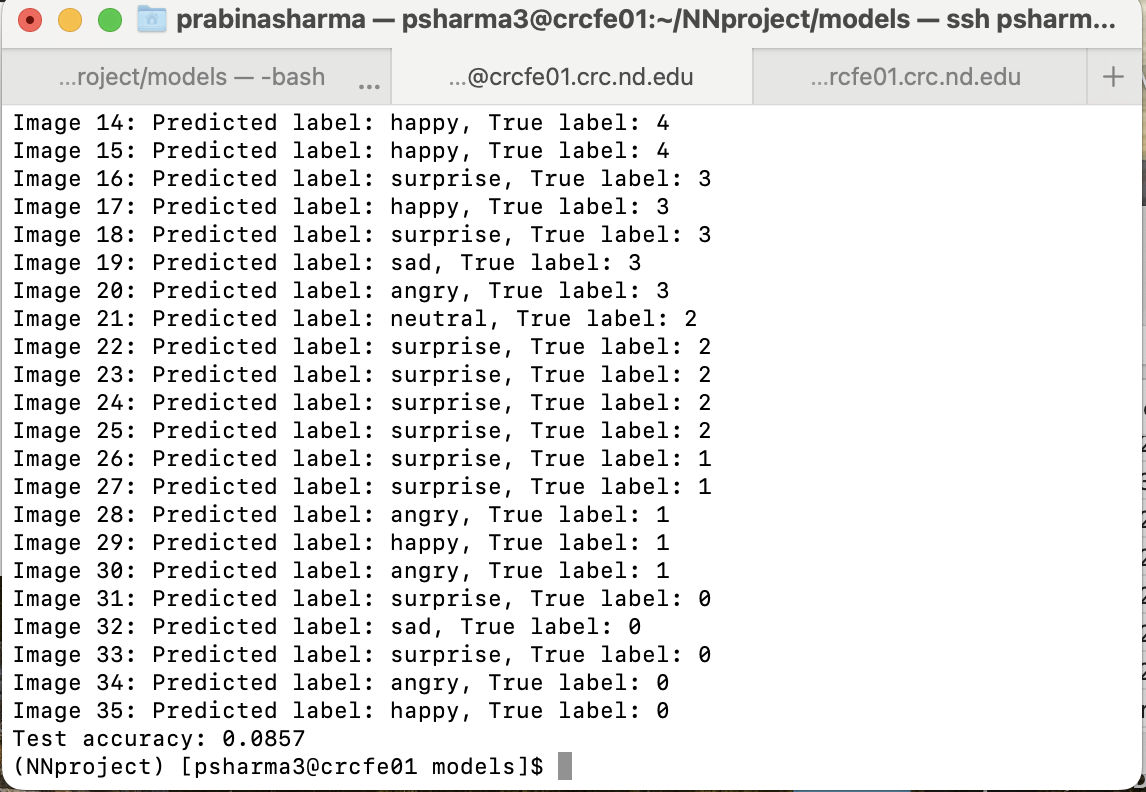 prabinasharma — psharma3@crcfe01:~/NNproject/models — ssh psharm...
...roject/models — -bash ... ...@crcfe01.crc.nd.edu ...rcfe01.crc.nd.edu +
Image 14: Predicted label: happy, True label: 4
Image 15: Predicted label: happy, True label: 4
Image 16: Predicted label: surprise, True label: 3
Image 17: Predicted label: happy, True label: 3
Image 18: Predicted label: surprise, True label: 3
Image 19: Predicted label: sad, True label: 3
Image 20: Predicted label: angry, True label: 3
Image 21: Predicted label: neutral, True label: 2
Image 22: Predicted label: surprise, True label: 2
Image 23: Predicted label: surprise, True label: 2
Image 24: Predicted label: surprise, True label: 2
Image 25: Predicted label: surprise, True label: 2
Image 26: Predicted label: surprise, True label: 1
Image 27: Predicted label: surprise, True label: 1
Image 28: Predicted label: angry, True label: 1
Image 29: Predicted label: happy, True label: 1
Image 30: Predicted label: angry, True label: 1
Image 31: Predicted label: surprise, True label: 0
Image 32: Predicted label: sad, True label: 0
Image 33: Predicted label: surprise, True label: 0
Image 34: Predicted label: angry, True label: 0
Image 35: Predicted label: happy, True label: 0
Test accuracy: 0.0857
(NNproject) [psharma3@crcfe01 models]$